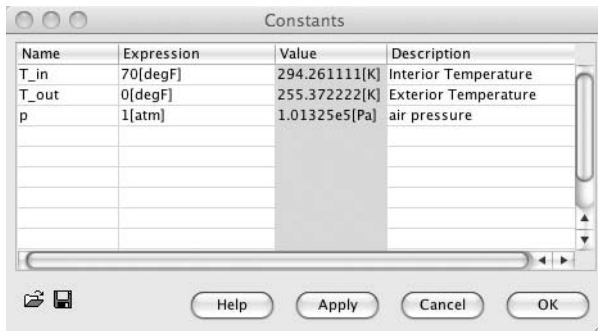 Constants
Name Expression Value Description
T_in 70[degF] 294.261111[K] Interior Temperature
T_out 0[degF] 255.372222[K] Exterior Temperature
p 1[atm] 1.01325e5[Pa] air pressure
Help Apply Cancel OK